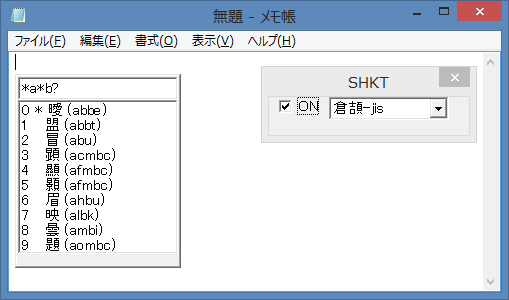 無題 - メモ帳
ファイル(F) 編集(E) 書式(O) 表示(V) ヘルプ(H)
SHKT
ON 倉頡-jis
*a*b?
0 * 曖 (abbe)
1 盟 (abbt)
2 冒 (abu)
3 顕 (acmbc)
4 顯 (afmbc)
5 顥 (afmbc)
6 眉 (ahbu)
7 映 (albk)
8 曇 (ambi)
9 題 (aombc)